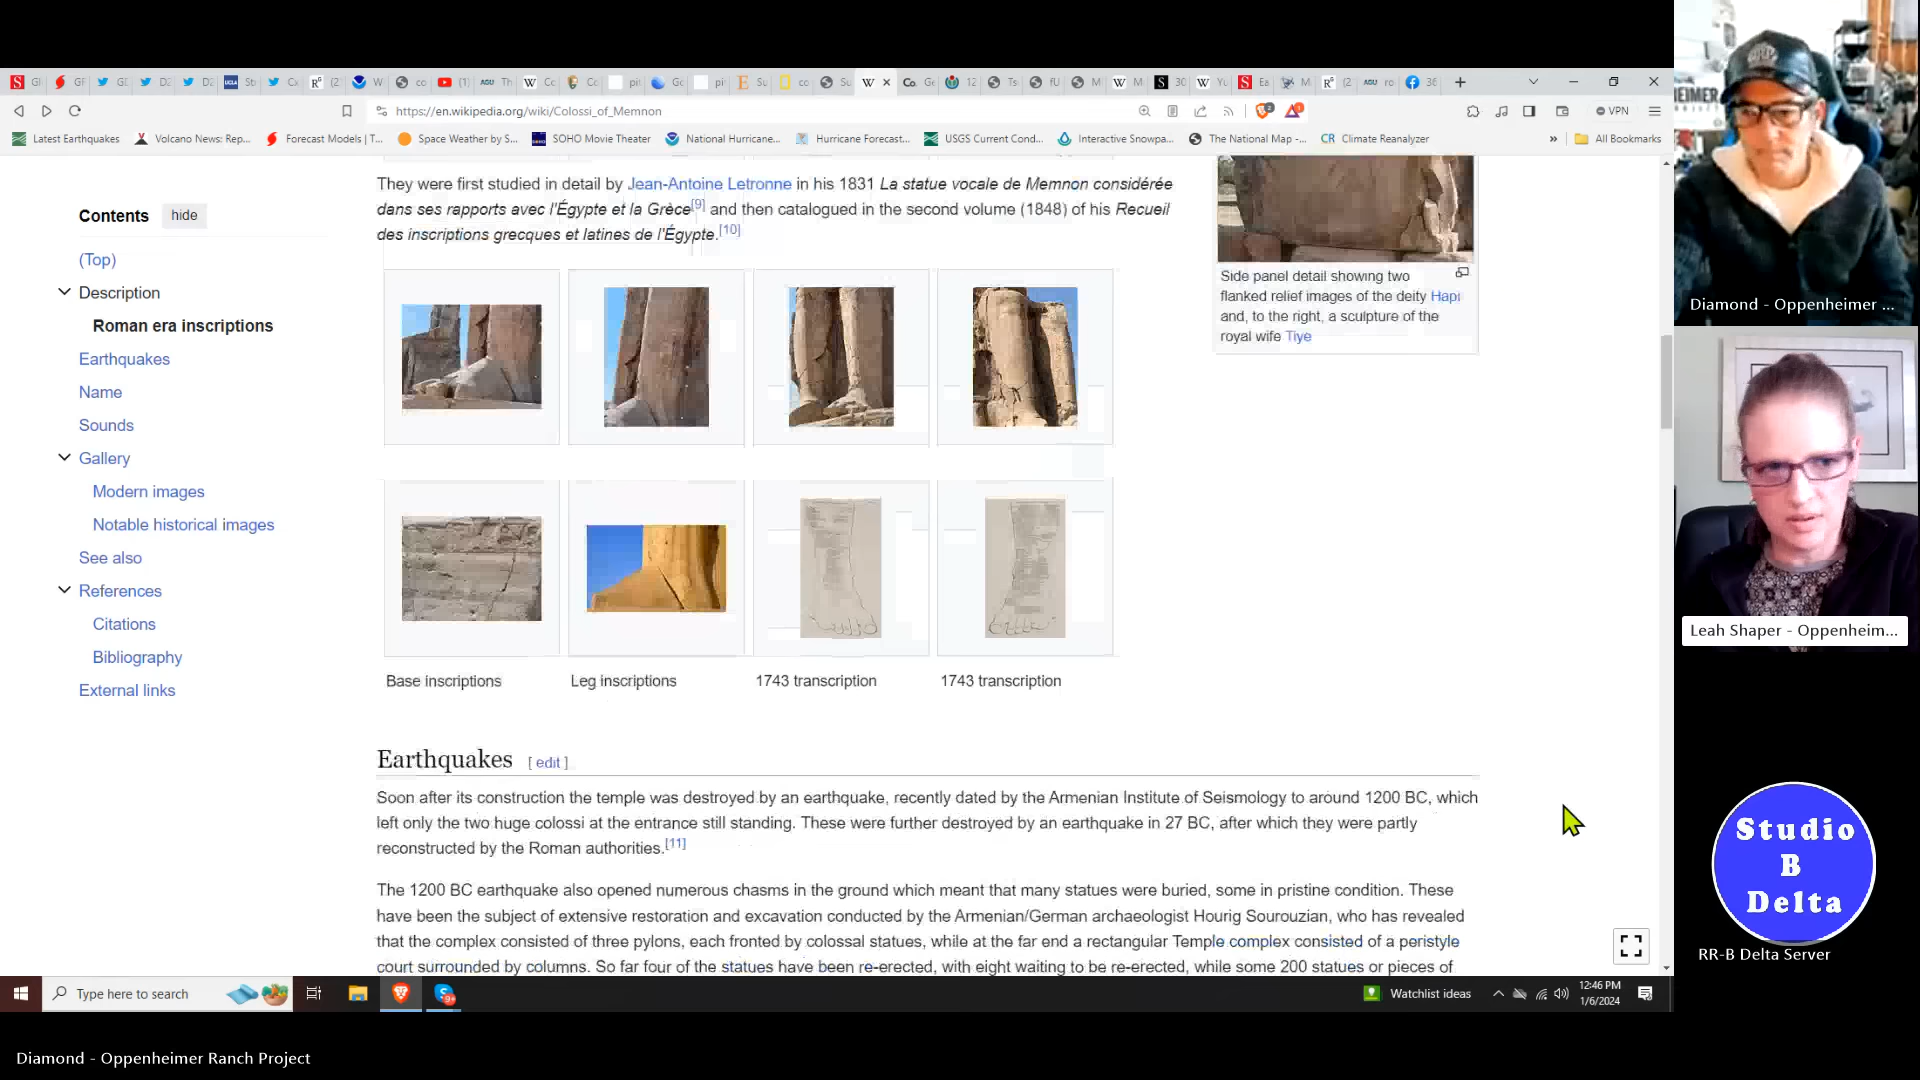 https://en.wikipedia.org/wiki/Colossi_of_Memnon
VPN
Latest Earthquakes
Volcano News: Rep...
Forecast Models | T...
Space Weather by S...
SOHO Movie Theater
National Hurricane...
Hurricane Forecast...
USGS Current Cond...
Interactive Snowpa...
The National Map -...
CR Climate Reanalyzer
»
All Bookmarks
Contents hide
(Top)
Description
Roman era inscriptions
Earthquakes
Name
Sounds
Gallery
Modern images
Notable historical images
See also
References
Citations
Bibliography
External links
They were first studied in detail by Jean-Antoine Letronne in his 1831 La statue vocale de Memnon considérée
dans ses rapports avec l'Égypte et la Grèce[9] and then catalogued in the second volume (1848) of his Recueil
des inscriptions grecques et latines de l'Égypte.[10]
Side panel detail showing two
flanked relief images of the deity Hapi
and, to the right, a sculpture of the
royal wife Tiye
Base inscriptions
Leg inscriptions
1743 transcription
1743 transcription
Earthquakes [ edit ]
Soon after its construction the temple was destroyed by an earthquake, recently dated by the Armenian Institute of Seismology to around 1200 BC, which
left only the two huge colossi at the entrance still standing. These were further destroyed by an earthquake in 27 BC, after which they were partly
reconstructed by the Roman authorities.[11]
The 1200 BC earthquake also opened numerous chasms in the ground which meant that many statues were buried, some in pristine condition. These
have been the subject of extensive restoration and excavation conducted by the Armenian/German archaeologist Hourig Sourouzian, who has revealed
that the complex consisted of three pylons, each fronted by colossal statues, while at the far end a rectangular Temple complex consisted of a peristyle
court surrounded by columns. So far four of the statues have been re-erected, with eight waiting to be re-erected, while some 200 statues or pieces of
Type here to search
Watchlist ideas
12:46 PM
1/6/2024
Diamond - Oppenheimer ...
Leah Shaper - Oppenheim...
Studio
B
Delta
RR-B Delta Server
Diamond - Oppenheimer Ranch Project